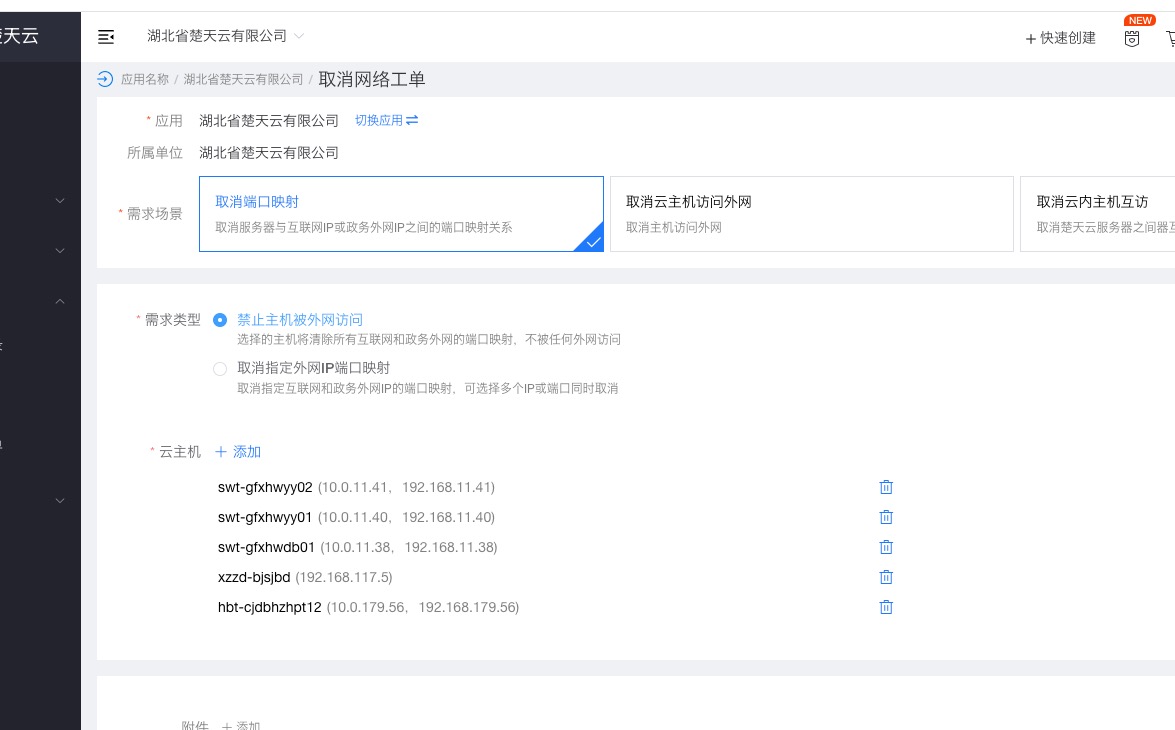 楚天云
湖北省楚天云有限公司
+ 快速创建
NEW
应用名称 / 湖北省楚天云有限公司 / 取消网络工单
* 应用 湖北省楚天云有限公司 切换应用
所属单位 湖北省楚天云有限公司
* 需求场景
取消端口映射
取消服务器与互联网IP或政务外网IP之间的端口映射关系
取消云主机访问外网
取消主机访问外网
取消云内主机互访
取消楚天云服务器之间器互
* 需求类型
禁止主机被外网访问
选择的主机将清除所有互联网和政务外网的端口映射，不被任何外网访问
取消指定外网IP端口映射
取消指定互联网和政务外网IP的端口映射，可选择多个IP或端口同时取消
* 云主机 + 添加
swt-gfxhwyy02 (10.0.11.41，192.168.11.41)
swt-gfxhwyy01 (10.0.11.40，192.168.11.40)
swt-gfxhwdb01 (10.0.11.38，192.168.11.38)
xzzd-bjsjbd (192.168.117.5)
hbt-cjdbhzhpt12 (10.0.179.56，192.168.179.56)
附件 + 添加